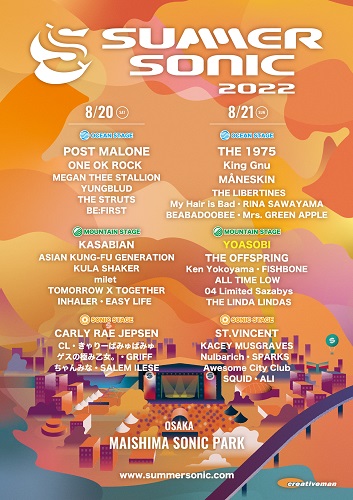 SUMMER
SONIC
2022
8/20 SAT
OCEAN STAGE
POST MALONE
ONE OK ROCK
MEGAN THEE STALLION
YUNGBLUD
THE STRUTS
BE:FIRST
MOUNTAIN STAGE
KASABIAN
ASIAN KUNG-FU GENERATION
KULA SHAKER
milet
TOMORROW X TOGETHER
INHALER・EASY LIFE
SONIC STAGE
CARLY RAE JEPSEN
CL・きゃりーぱみゅぱみゅ
ゲスの極み乙女。・GRIFF
ちゃんみな・SALEM ILESE
8/21 SUN
OCEAN STAGE
THE 1975
King Gnu
MÅNESKIN
THE LIBERTINES
My Hair is Bad・RINA SAWAYAMA
BEABADOOBEE・Mrs. GREEN APPLE
MOUNTAIN STAGE
YOASOBI
THE OFFSPRING
Ken Yokoyama・FISHBONE
ALL TIME LOW
04 Limited Sazabys
THE LINDA LINDAS
SONIC STAGE
ST.VINCENT
KACEY MUSGRAVES
Nulbarich・SPARKS
Awesome City Club
SQUID・ALI
OSAKA
MAISHIMA SONIC PARK
www.summersonic.com
creativeman